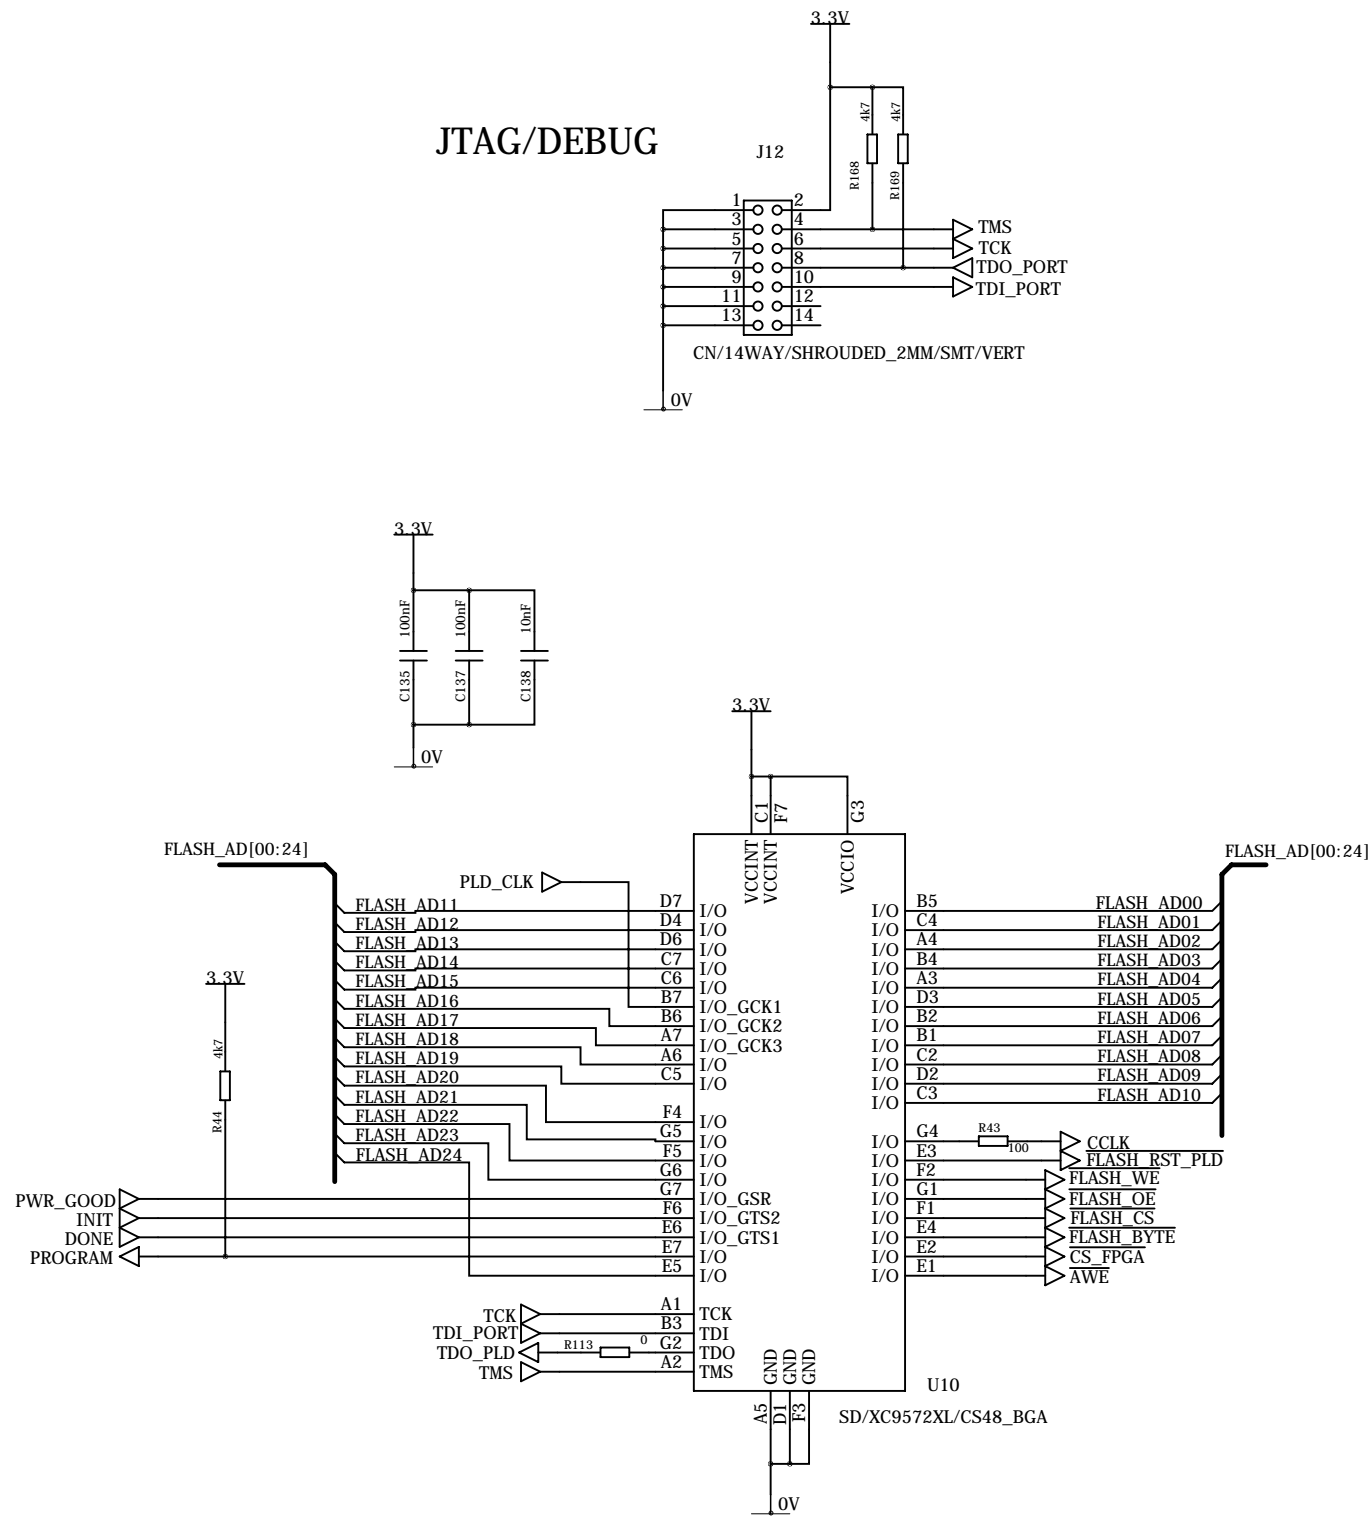 3.3V
4k7
4k7
JTAG/DEBUG
J12
R168
R169
1
2
3
4
TMS
5
6
TCK
7
8
TDO_PORT
9
10
TDI_PORT
11
12
13
14
CN/14WAY/SHROUDED_2MM/SMT/VERT
0V
3.3V
100nF
100nF
10nF
C135
C137
C138
0V
3.3V
C1
F7
G3
FLASH_AD[00:24]
FLASH_AD[00:24]
VCCINT
VCCINT
VCCIO
PLD_CLK
FLASH_AD11
D7
I/O
I/O
B5
FLASH_AD00
FLASH_AD12
D4
I/O
I/O
C4
FLASH_AD01
FLASH_AD13
D6
I/O
I/O
A4
FLASH_AD02
FLASH_AD14
C7
I/O
I/O
B4
FLASH_AD03
3.3V
FLASH_AD15
C6
I/O
I/O
A3
FLASH_AD04
FLASH_AD16
B7
I/O_GCK1
I/O
D3
FLASH_AD05
FLASH_AD17
B6
I/O_GCK2
I/O
B2
FLASH_AD06
FLASH_AD18
A7
I/O_GCK3
I/O
B1
FLASH_AD07
4k7
FLASH_AD19
A6
I/O
I/O
C2
FLASH_AD08
FLASH_AD20
C5
I/O
I/O
D2
FLASH_AD09
FLASH_AD21
I/O
C3
FLASH_AD10
R44
FLASH_AD22
F4
I/O
FLASH_AD23
G5
I/O
I/O
G4
R43
100
CCLK
FLASH_AD24
F5
I/O
I/O
E3
FLASH_RST_PLD
G6
I/O
I/O
F2
FLASH_WE
PWR_GOOD
G7
I/O_GSR
I/O
G1
FLASH_OE
INIT
F6
I/O_GTS2
I/O
F1
FLASH_CS
DONE
E6
I/O_GTS1
I/O
E4
FLASH_BYTE
PROGRAM
E7
I/O
I/O
E2
CS_FPGA
E5
I/O
I/O
E1
AWE
TCK
A1
TCK
TDI_PORT
B3
TDI
TDO_PLD
R113
0
G2
TDO
TMS
A2
TMS
GND
GND
GND
U10
A5
D1
F3
SD/XC9572XL/CS48_BGA
0V